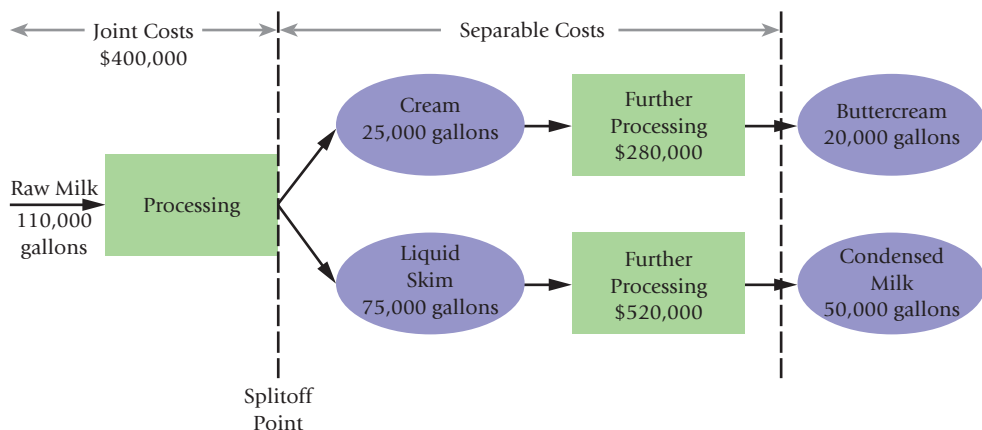 Joint Costs
$400,000
Separable Costs
Raw Milk
110,000
gallons
Processing
Cream
25,000 gallons
Further
Processing
$280,000
Buttercream
20,000 gallons
Liquid
Skim
75,000 gallons
Further
Processing
$520,000
Condensed
Milk
50,000 gallons
Splitoff
Point